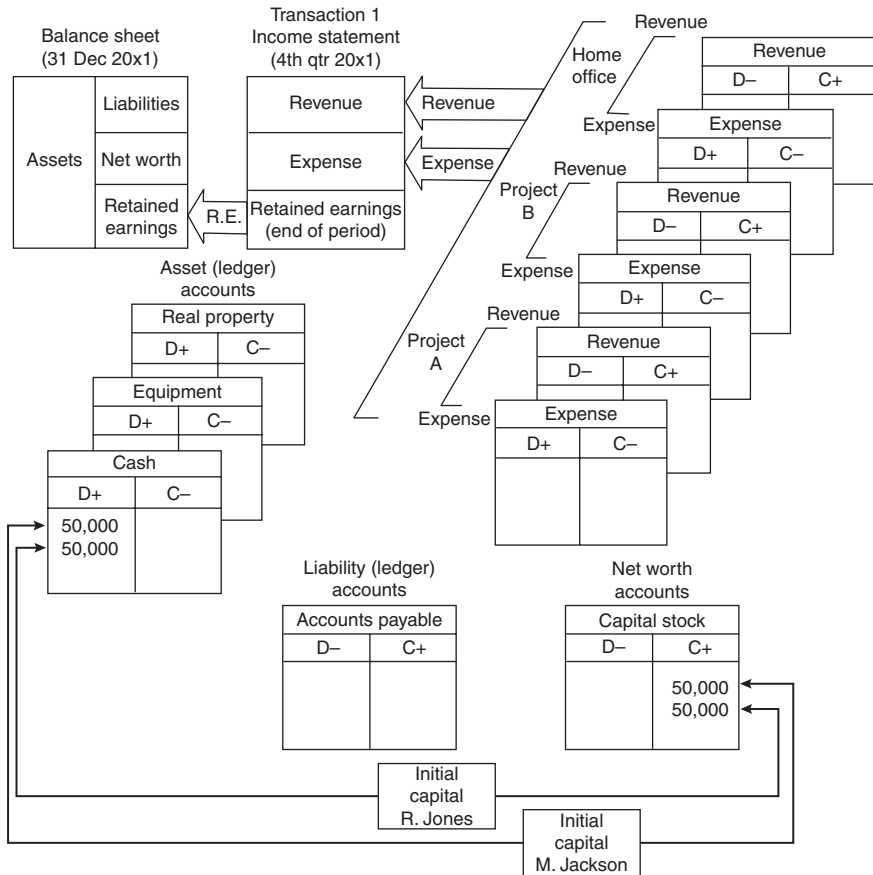 Balance sheet
(31 Dec 20x1)
Assets
Liabilities
Net worth
Retained
earnings
Transaction 1
Income statement
(4th qtr 20x1)
Revenue
Expense
Retained earnings
(end of period)
Revenue
Expense
R.E.
Home
office
Revenue
Expense
Project
B
Revenue
Expense
Project
A
Revenue
Expense
Revenue
D– C+
Expense
D+ C–
Revenue
D– C+
Expense
D+ C–
Revenue
D– C+
Expense
D+ C–
Asset (ledger)
accounts
Real property
D+ C–
Equipment
D+ C–
Cash
D+ C–
50,000
50,000
Liability (ledger)
accounts
Accounts payable
D– C+
Net worth
accounts
Capital stock
D– C+
50,000
50,000
Initial
capital
R. Jones
Initial
capital
M. Jackson